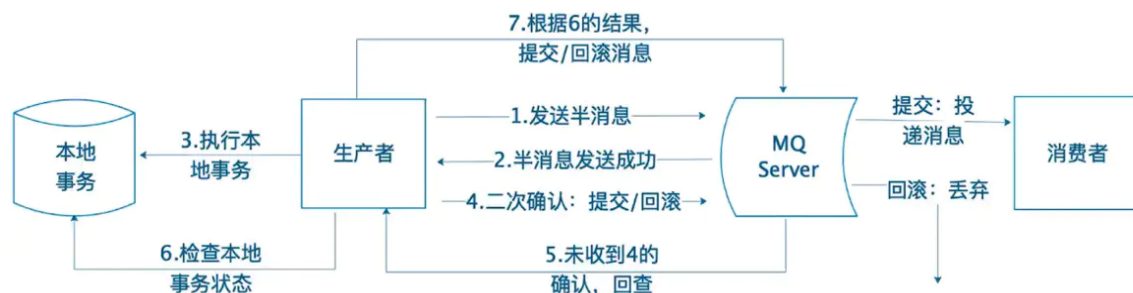 7.根据6的结果，
提交/回滚消息
本地
事务
3.执行本
地事务
生产者
1.发送半消息
2.半消息发送成功
4.二次确认：提交/回滚
MQ
Server
提交：投
递消息
回滚：丢弃
消费者
6.检查本地
事务状态
5.未收到4的
确认，回查